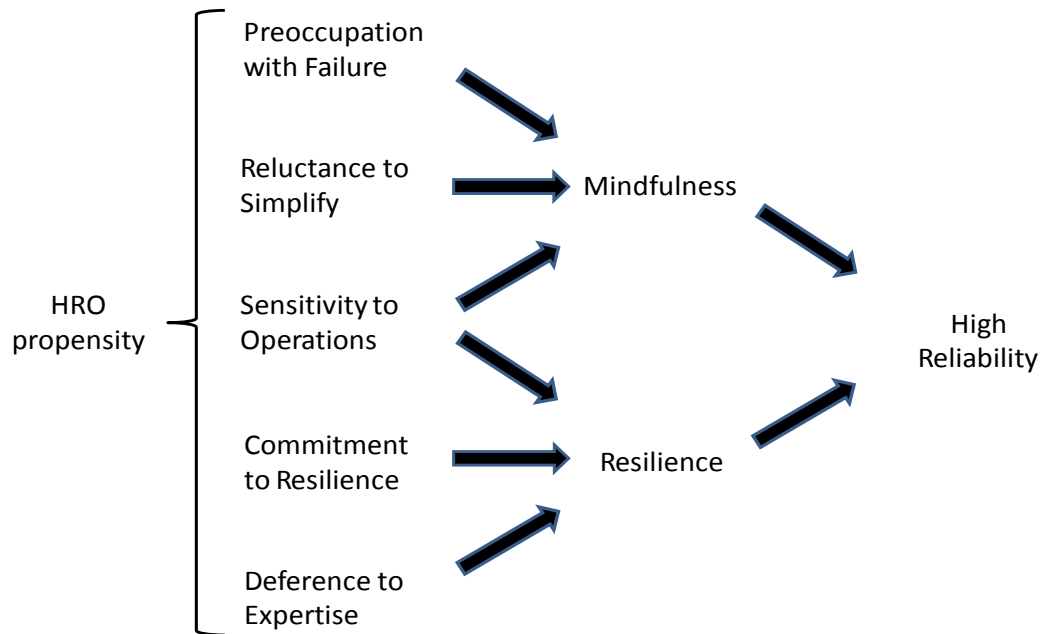 Preoccupation
with Failure
Reluctance to
Simplify
Mindfulness
HRO
propensity
Sensitivity to
Operations
High
Reliability
Commitment
to Resilience
Resilience
Deference to
Expertise